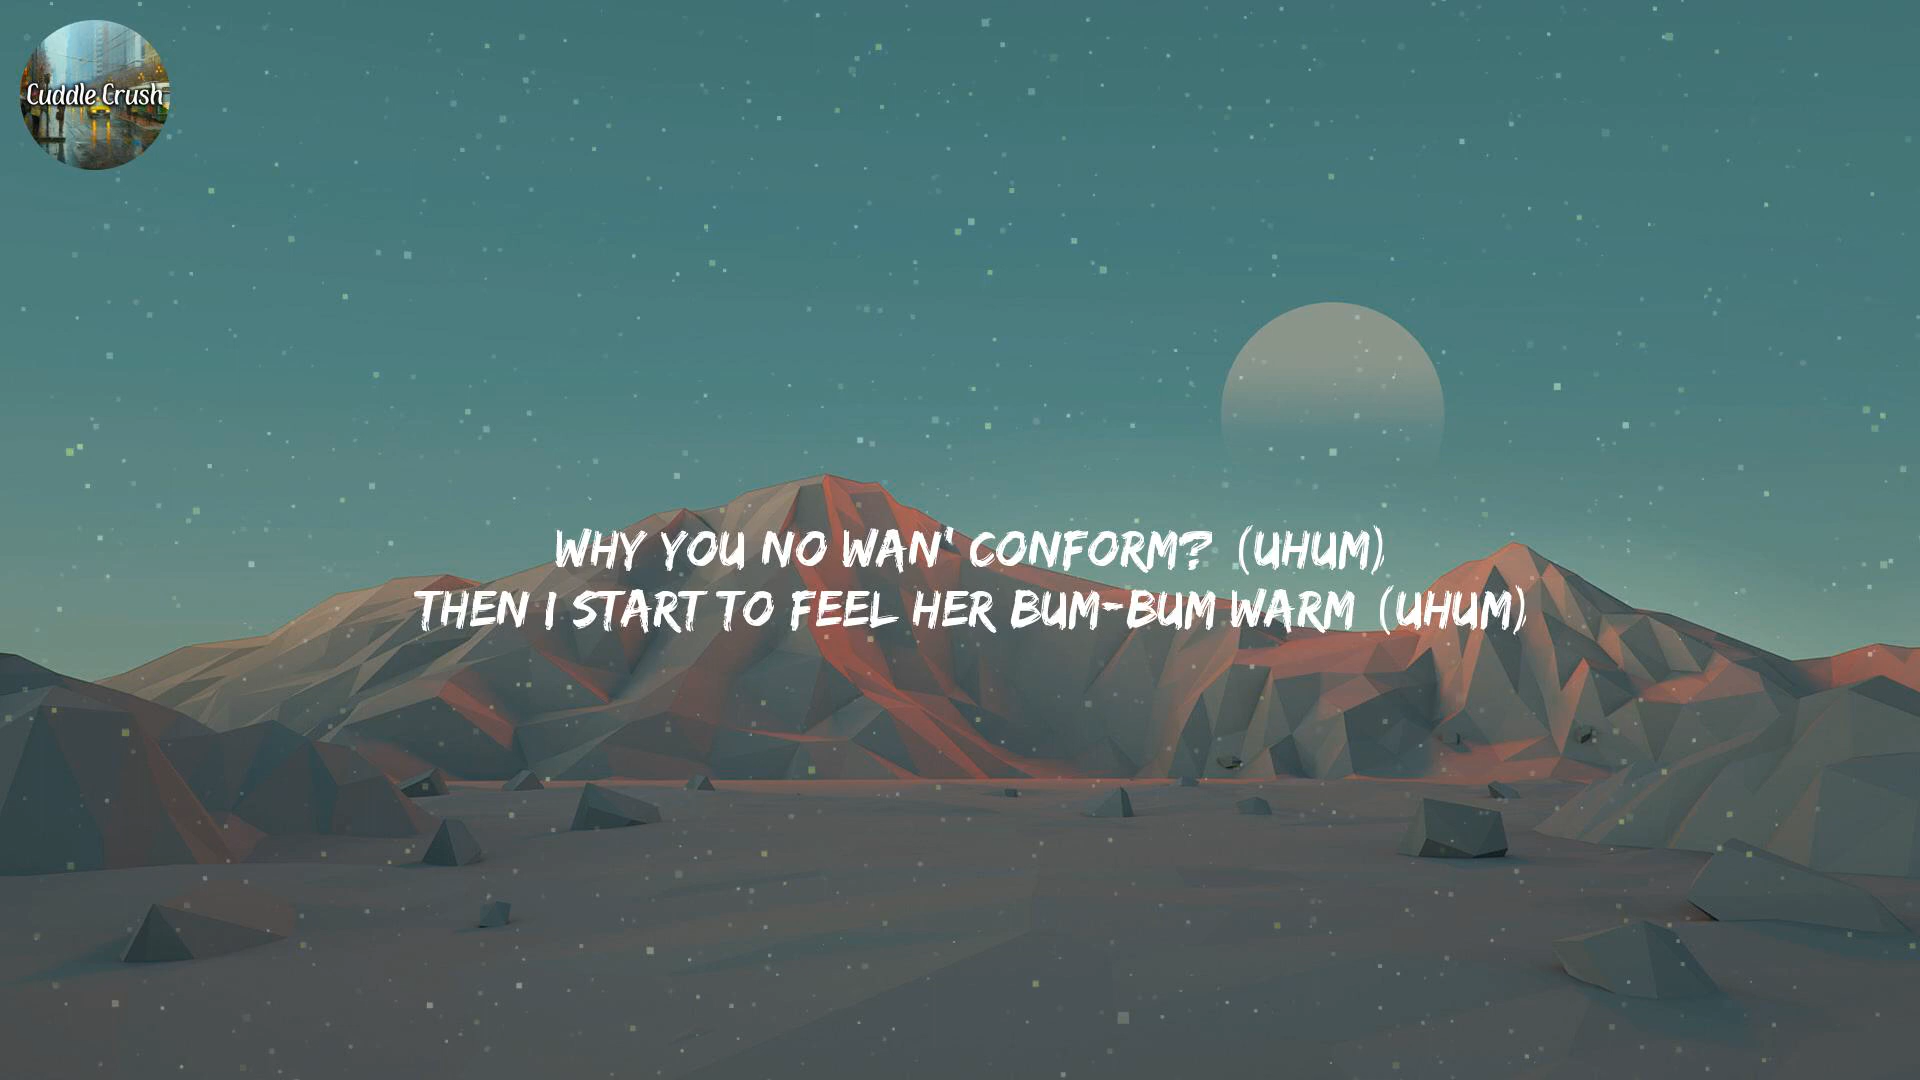 Cuddle Crush
WHY YOU NO WAN' CONFORM? (UHUM)
THEN I START TO FEEL HER BUM-BUM WARM (UHUM)